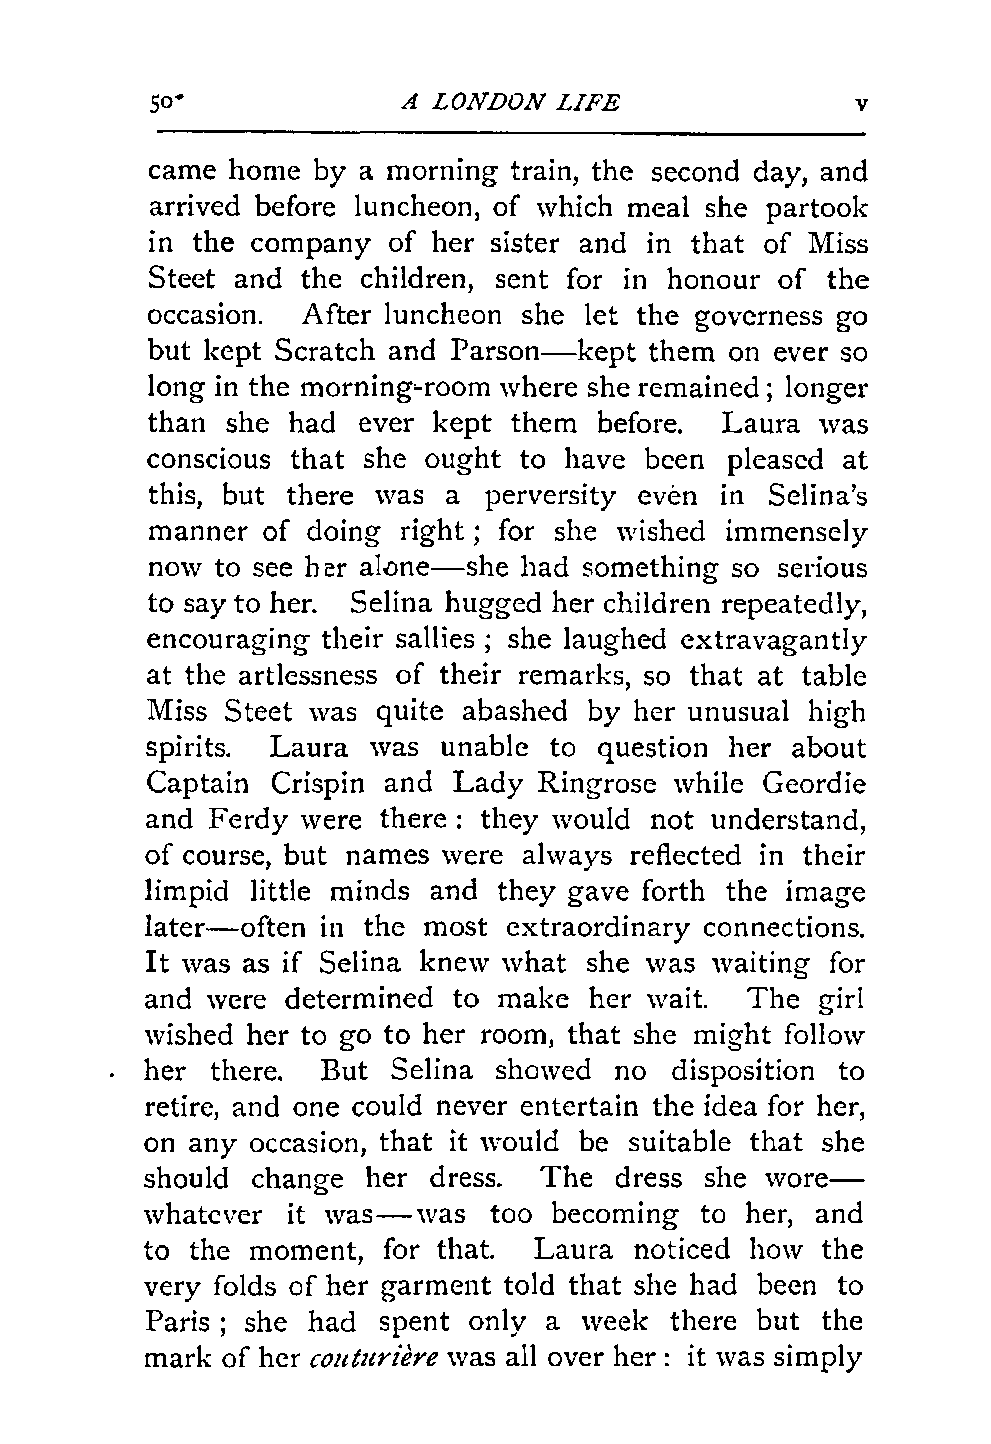 50 A LONDON LIFE v
came home by a morning train, the second day, and
arrived before luncheon, of which meal she partook
in the company of her sister and in that of Miss
Steet and the children, sent for in honour of the
occasion. After luncheon she let the governess go
but kept Scratch and Parson—kept them on ever so
long in the morning-room where she remained; longer
than she had ever kept them before. Laura was
conscious that she ought to have been pleased at
this, but there was a perversity even in Selina's
manner of doing right; for she wished immensely
now to see her alone—she had something so serious
to say to her. Selina hugged her children repeatedly,
encouraging their sallies; she laughed extravagantly
at the artlessness of their remarks, so that at table
Miss Steet was quite abashed by her unusual high
spirits. Laura was unable to question her about
Captain Crispin and Lady Ringrose while Geordie
and Ferdy were there: they would not understand,
of course, but names were always reflected in their
limpid little minds and they gave forth the image
later—often in the most extraordinary connections.
It was as if Selina knew what she was waiting for
and were determined to make her wait. The girl
wished her to go to her room, that she might follow
her there. But Selina showed no disposition to
retire, and one could never entertain the idea for her,
on any occasion, that it would be suitable that she
should change her dress. The dress she wore—
whatever it was—was too becoming to her, and
to the moment, for that. Laura noticed how the
very folds of her garment told that she had been to
Paris; she had spent only a week there but the
mark of her couturière was all over her: it was simply